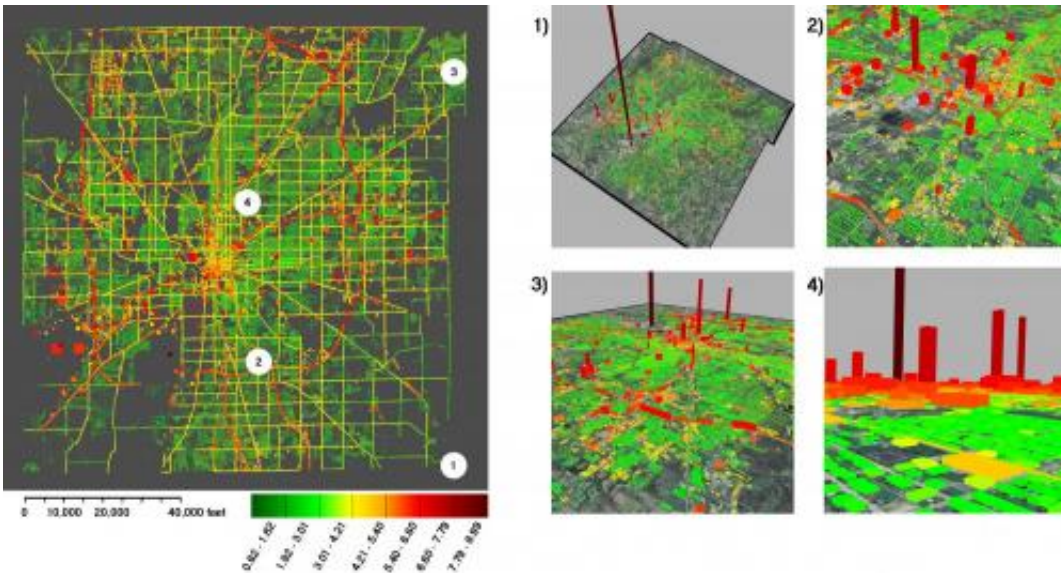 3
4
2
1
0 10,000 20,000 40,000 feet
0.82 - 1.82
1.82 - 3.01
3.01 - 4.21
4.21 - 5.40
5.40 - 6.60
6.60 - 7.79
7.79 - 8.99
1)
2)
3)
4)